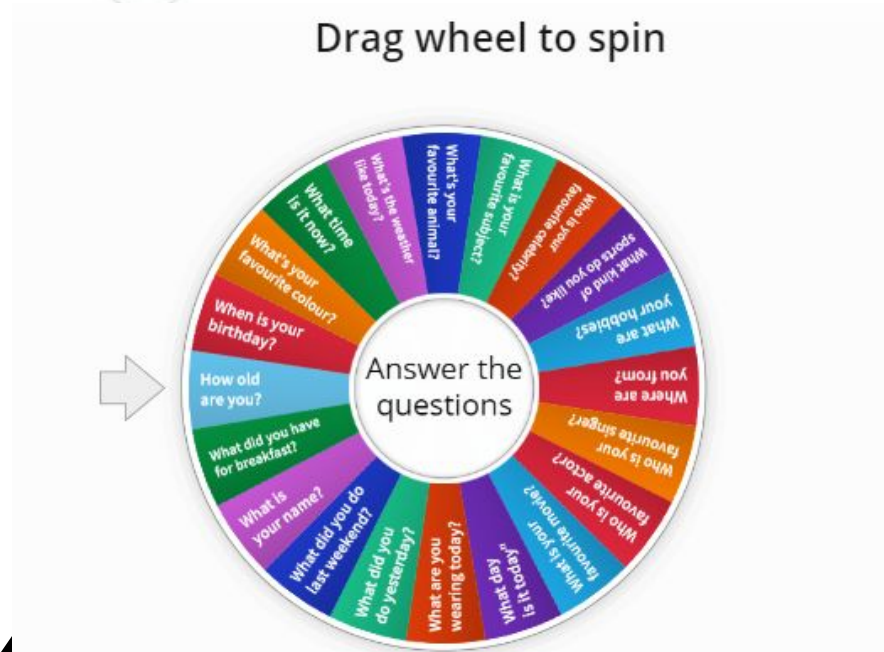 Drag wheel to spin
What's your
favourite animal?
What is your
favourite subject?
Who is your
favourite celebrity?
What kind of
sports do you like?
What are
your hobbies?
Where are
you from?
Who is your
favourite singer?
Who is your
favourite actor?
What is your
favourite movie?
What day
is it today"
What are you
wearing today?
What did you
do yesterday?
What did you do
last weekend?
What is
your name?
What did you have
for breakfast?
How old
are you?
When is your
birthday?
What's your
favourite colour?
What time
is it now?
What's the weather
like today?
Answer the
questions